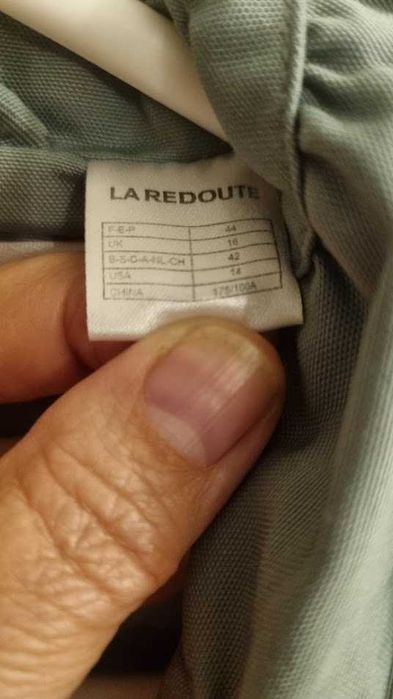 LA REDOUTE
F-E-P 44
UK 16
B-S-G-A-NL-CH 42
USA 14
CHINA 175/100A